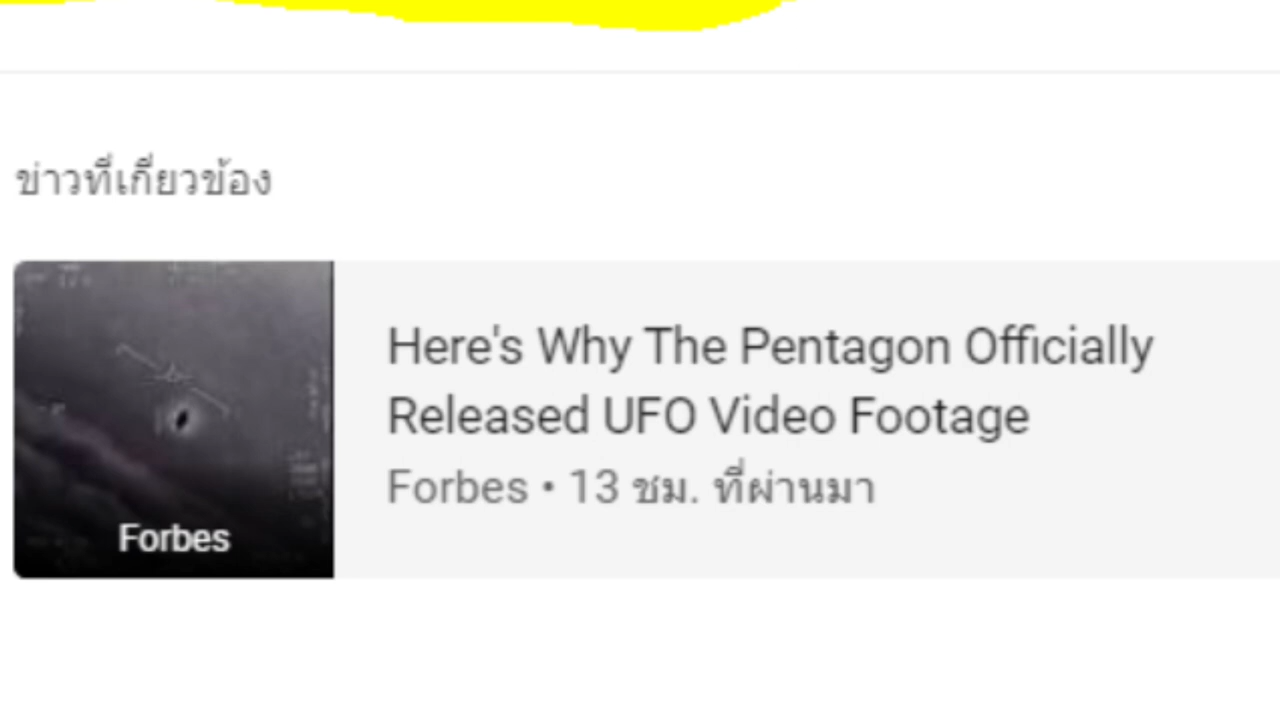 ข่าวที่เกี่ยวข้อง
Here's Why The Pentagon Officially
Released UFO Video Footage
Forbes • 13 ชม. ที่ผ่านมา
Forbes